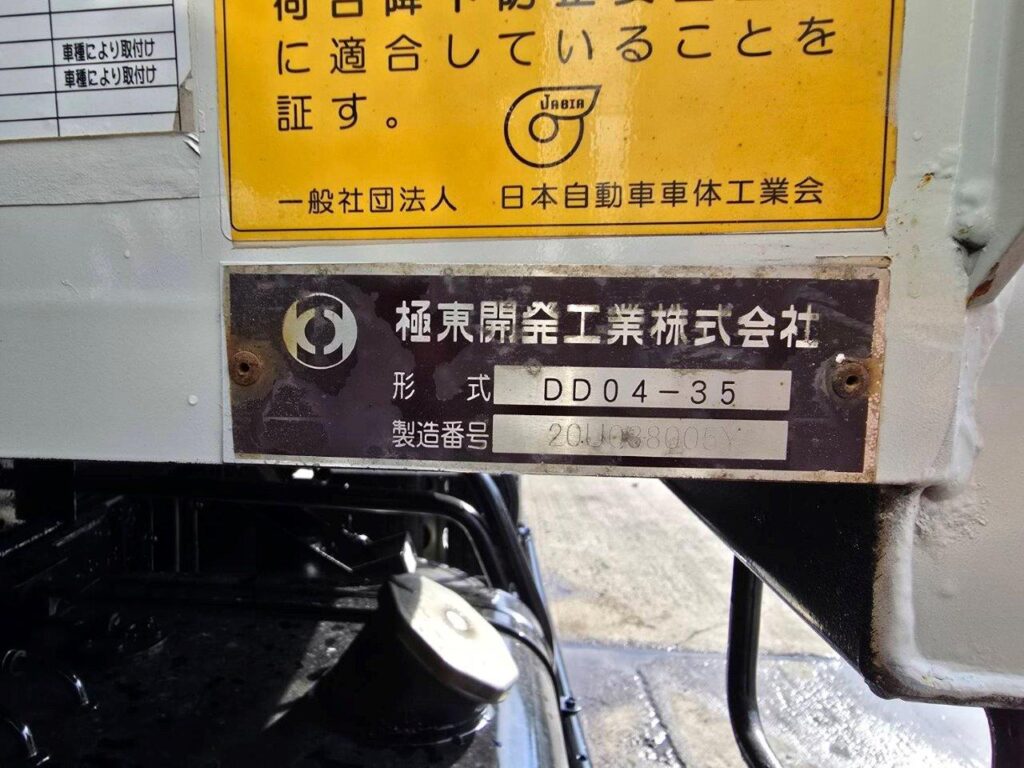 車種により取付け
車種により取付け
に適合していることを
証す。
JABIA
一般社団法人 日本自動車車体工業会
極東開発工業株式会社
形式 DD04-35
製造番号